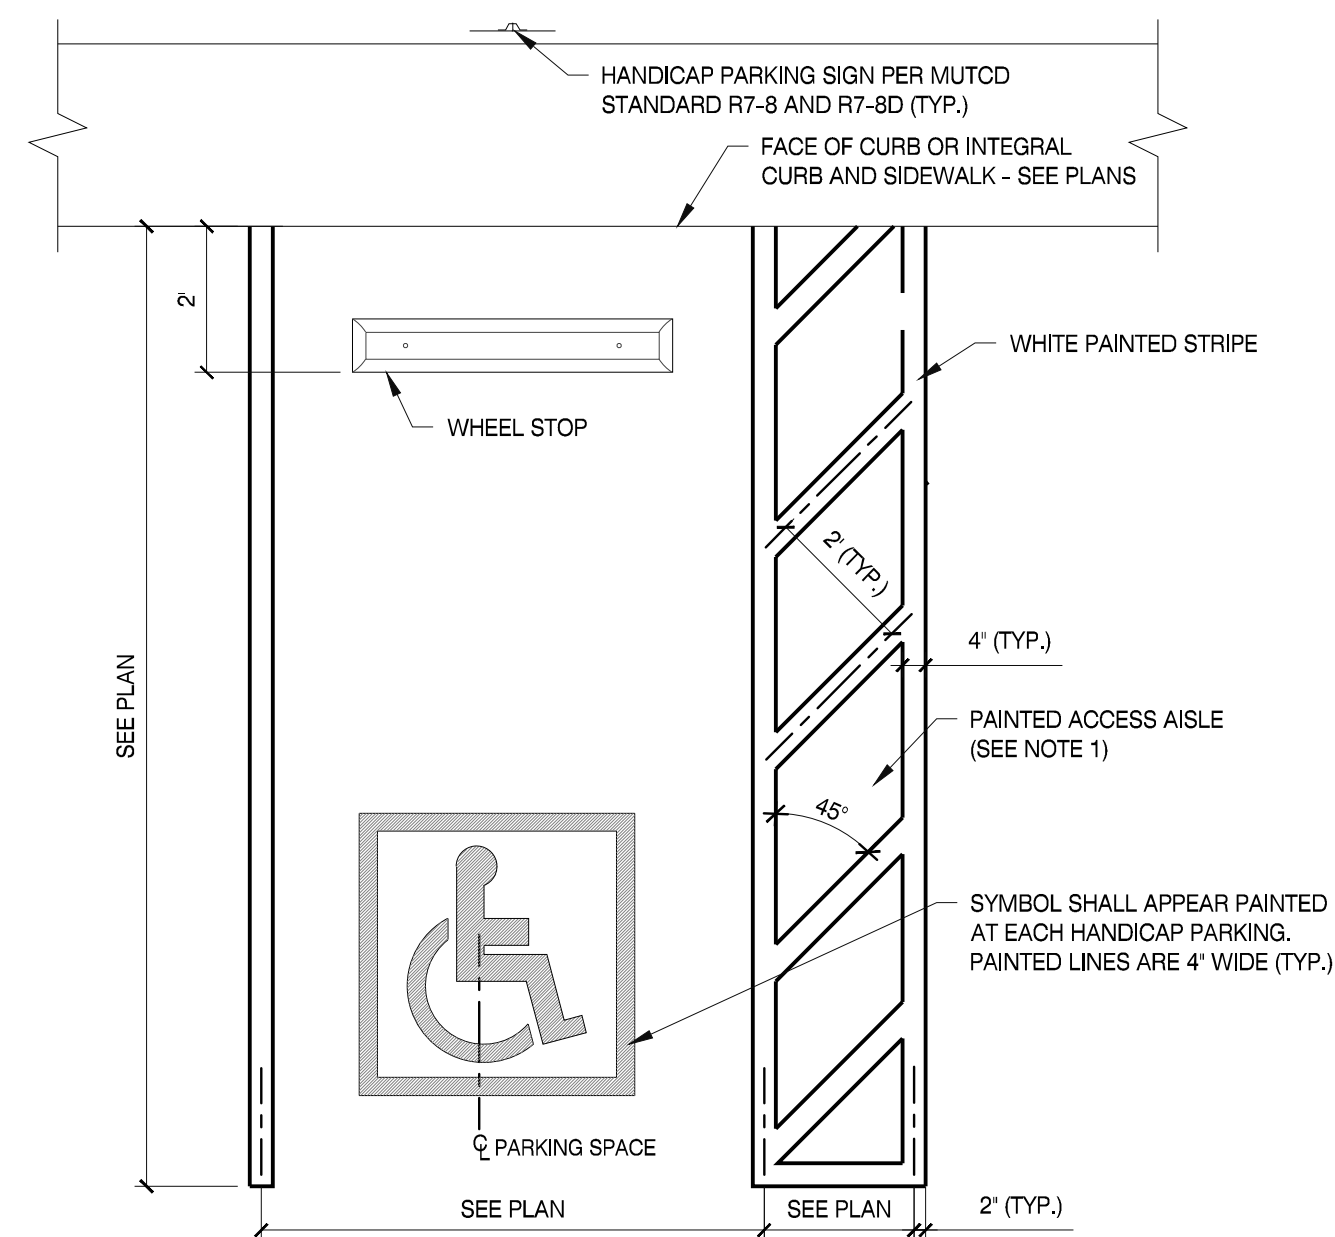 HANDICAP PARKING SIGN PER MUTCD
STANDARD R7-8 AND R7-8D (TYP.)
FACE OF CURB OR INTEGRAL
CURB AND SIDEWALK - SEE PLANS
2'
WHITE PAINTED STRIPE
WHEEL STOP
2' (TYP.)
4" (TYP.)
SEE PLAN
PAINTED ACCESS AISLE
(SEE NOTE 1)
45°
SYMBOL SHALL APPEAR PAINTED
AT EACH HANDICAP PARKING.
PAINTED LINES ARE 4" WIDE (TYP.)
CL PARKING SPACE
SEE PLAN
SEE PLAN
2" (TYP.)